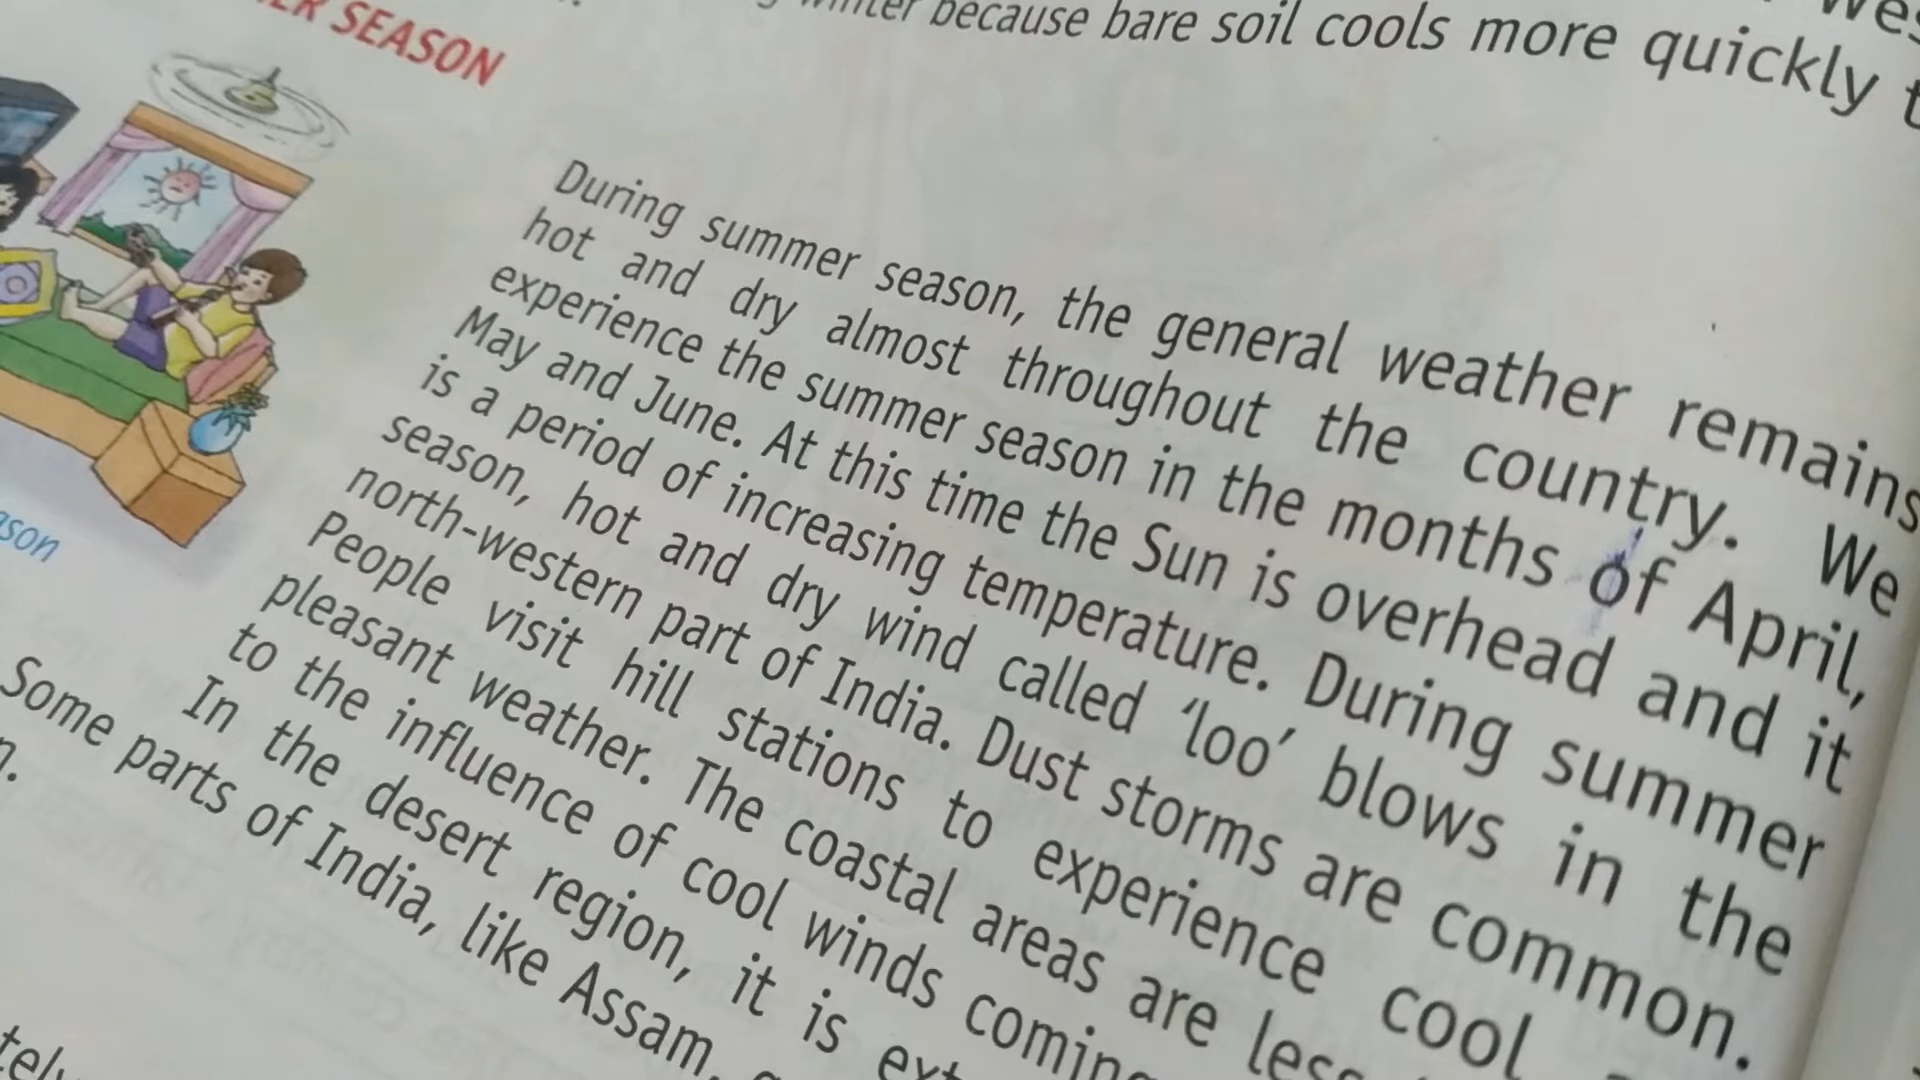 SEASON
because bare soil cools more quickly
During summer season, the general weather remains
hot and dry almost throughout the country. We
experience the summer season in the months of April,
May and June. At this time the Sun is overhead and it
is a period of increasing temperature. During summer
season, hot and dry wind called ‘loo’ blows in the
north-western part of India. Dust storms are common.
People visit hill stations to experience cool
pleasant weather. The coastal areas are less
to the influence of cool winds coming
In the desert region, it is
Some parts of India, like Assam,